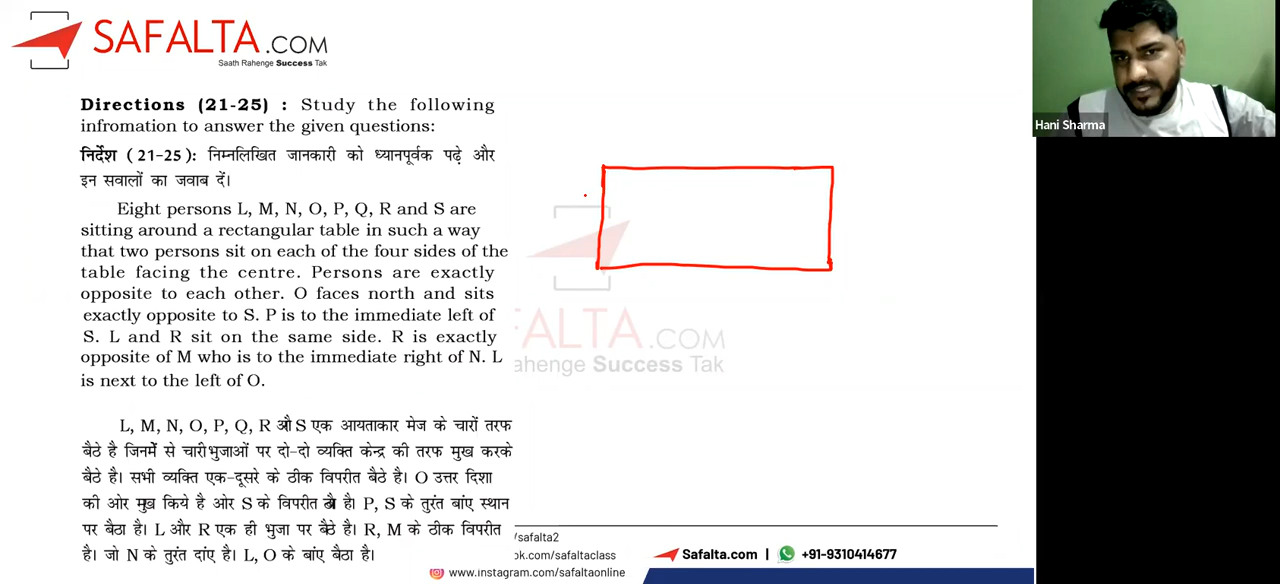 SAFALTA.COM
Saath Rahenge Success Tak
Hani Sharma
Directions (21-25) : Study the following
infromation to answer the given questions:
निर्देश (21-25): निम्नलिखित जानकारी को ध्यानपूर्वक पढ़े और
इन सवालों का जवाब दें।
Eight persons L, M, N, O, P, Q, R and S are
sitting around a rectangular table in such a way
that two persons sit on each of the four sides of the
table facing the centre. Persons are exactly
opposite to each other. O faces north and sits
exactly opposite to S. P is to the immediate left of
S. L and R sit on the same side. R is exactly
opposite of M who is to the immediate right of N. L
is next to the left of O.
L, M, N, O, P, Q, R औ S एक आयताकार मेज के चारों तरफ
बैठे है जिनमें से चारी भुजाओं पर दो-दो व्यक्ति केन्द्र की तरफ मुख करके
बैठे है। सभी व्यक्ति एक-दूसरे के ठीक विपरीत बैठे है। O उत्तर दिशा
की ओर मुख किये है ओर S के विपरीत है। P, S के तुरंत बांए स्थान
पर बैठा है। L और R एक ही भुजा पर बैठे है। R, M के ठीक विपरीत
है। जो N के तुरंत दांए है। L, O के बांए बैठा है।
FALTA.COM
ahenge Success Tak
/safalta2
ok.com/safaltaclass
www.instagram.com/safaltaonline
Safalta.com | +91-9310414677